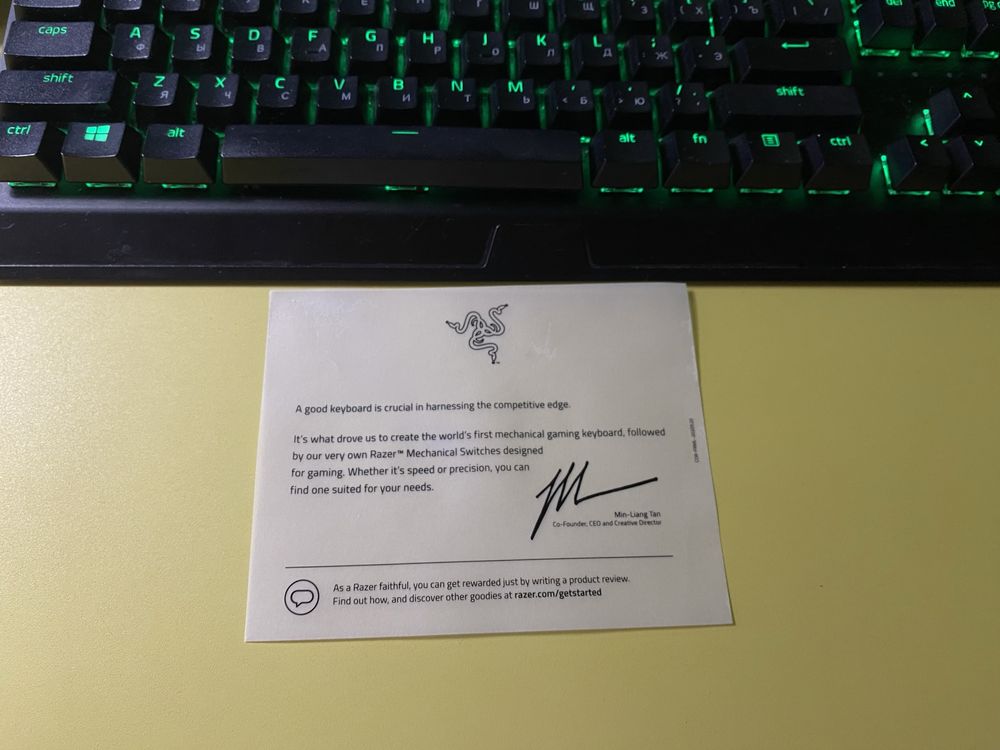 Ш Щ З ( Х ) Ъ \ | / del end pg
caps A Ф S Ы D В F А G П H Р J О K Л L Д ; Ж ' Э
shift Z Я X Ч C С V М B И N Т M Ь , < Б . > Ю / ? shift ^
ctrl alt alt fn ctrl < v
A good keyboard is crucial in harnessing the competitive edge.
It's what drove us to create the world's first mechanical gaming keyboard, followed
by our very own Razer™ Mechanical Switches designed
for gaming. Whether it's speed or precision, you can
find one suited for your needs.
Min-Liang Tan
Co-Founder, CEO and Creative Director
As a Razer faithful, you can get rewarded just by writing a product review.
Find out how, and discover other goodies at razer.com/getstarted